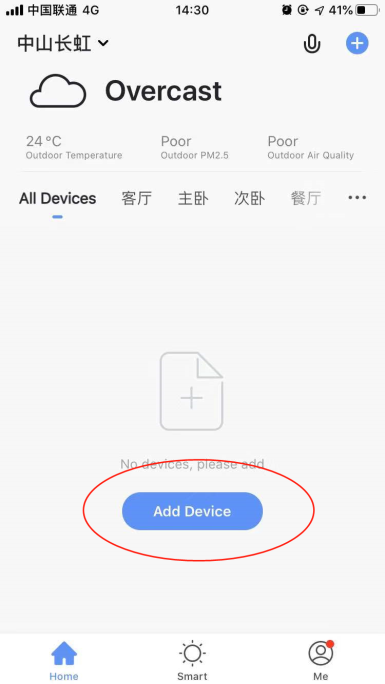 中国联通 4G 14:30 41%
中山长虹
Overcast
24°C Poor Poor
Outdoor Temperature Outdoor PM2.5 Outdoor Air Quality
All Devices 客厅 主卧 次卧 餐厅 •••
No devices, please add
Add Device
Home Smart Me